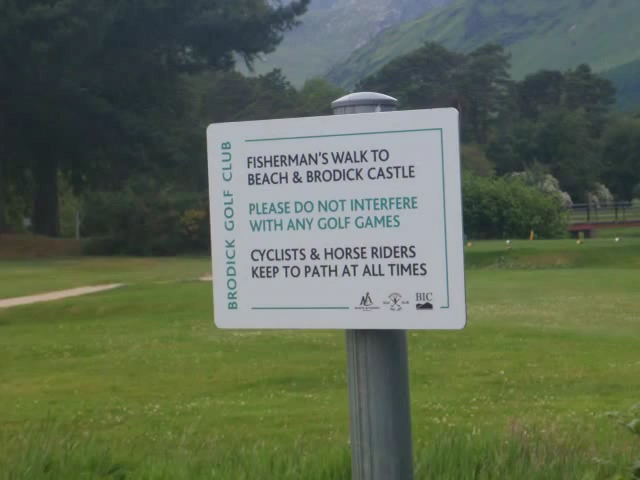 BRODICK GOLF CLUB
FISHERMAN'S WALK TO
BEACH & BRODICK CASTLE
PLEASE DO NOT INTERFERE
WITH ANY GOLF GAMES
CYCLISTS & HORSE RIDERS
KEEP TO PATH AT ALL TIMES
BIC